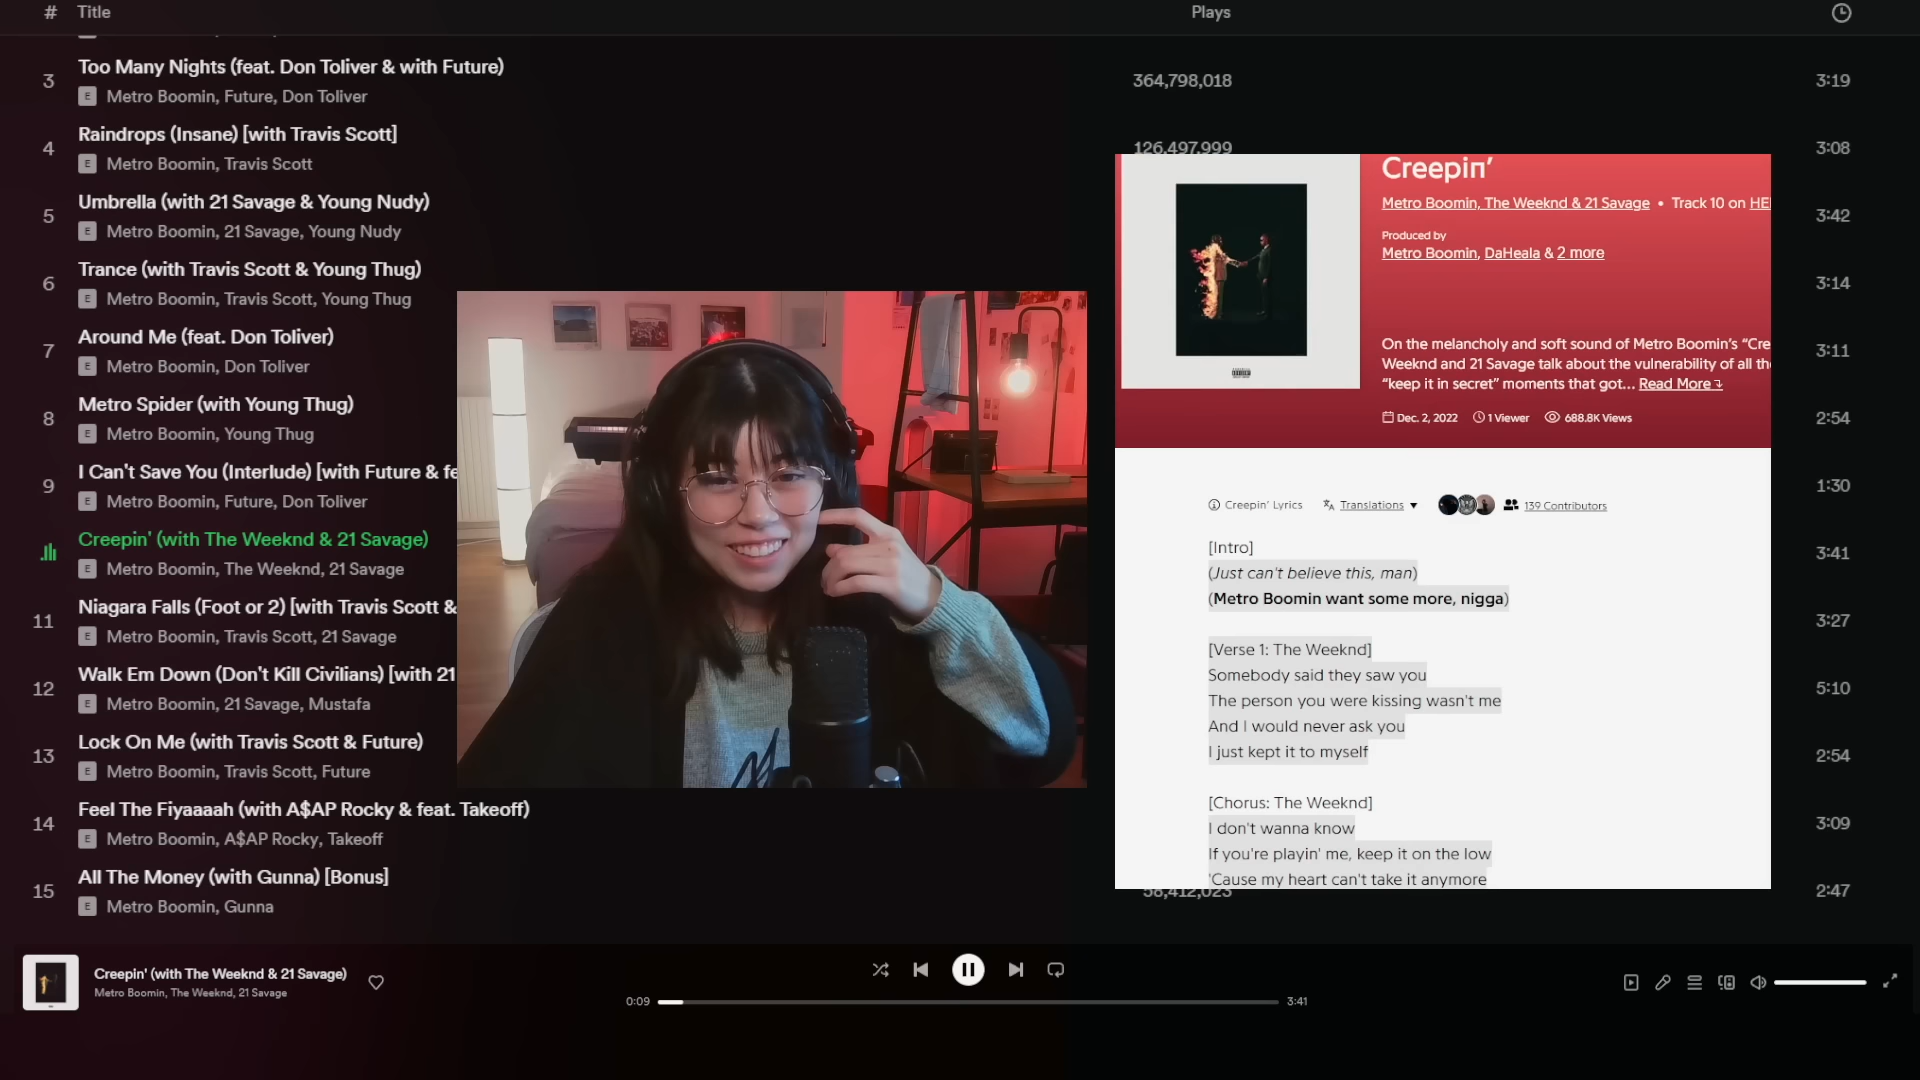 # Title Plays
3 Too Many Nights (feat. Don Toliver & with Future) 364,798,018 3:19
E Metro Boomin, Future, Don Toliver
4 Raindrops (Insane) [with Travis Scott] 126,497,999 3:08
E Metro Boomin, Travis Scott
5 Umbrella (with 21 Savage & Young Nudy) 3:42
E Metro Boomin, 21 Savage, Young Nudy
6 Trance (with Travis Scott & Young Thug) 3:14
E Metro Boomin, Travis Scott, Young Thug
7 Around Me (feat. Don Toliver) 3:11
E Metro Boomin, Don Toliver
8 Metro Spider (with Young Thug) 2:54
E Metro Boomin, Young Thug
9 I Can't Save You (Interlude) [with Future & fe 1:30
E Metro Boomin, Future, Don Toliver
Creepin' (with The Weeknd & 21 Savage) 3:41
E Metro Boomin, The Weeknd, 21 Savage
11 Niagara Falls (Foot or 2) [with Travis Scott & 3:27
E Metro Boomin, Travis Scott, 21 Savage
12 Walk Em Down (Don't Kill Civilians) [with 21 5:10
E Metro Boomin, 21 Savage, Mustafa
13 Lock On Me (with Travis Scott & Future) 2:54
E Metro Boomin, Travis Scott, Future
14 Feel The Fiyaaaah (with A$AP Rocky & feat. Takeoff) 3:09
E Metro Boomin, A$AP Rocky, Takeoff
15 All The Money (with Gunna) [Bonus] 58,412,023 2:47
E Metro Boomin, Gunna
Creepin'
Metro Boomin, The Weeknd & 21 Savage • Track 10 on HE
Produced by
Metro Boomin, DaHeala & 2 more
On the melancholy and soft sound of Metro Boomin's “Cre
Weeknd and 21 Savage talk about the vulnerability of all th
“keep it in secret” moments that got... Read More
Dec. 2, 2022 1 Viewer 688.8K Views
Creepin' Lyrics Translations 139 Contributors
[Intro]
(Just can't believe this, man)
(Metro Boomin want some more, nigga)
[Verse 1: The Weeknd]
Somebody said they saw you
The person you were kissing wasn't me
And I would never ask you
I just kept it to myself
[Chorus: The Weeknd]
I don't wanna know
If you're playin' me, keep it on the low
'Cause my heart can't take it anymore
Creepin' (with The Weeknd & 21 Savage)
Metro Boomin, The Weeknd, 21 Savage
0:09 3:41